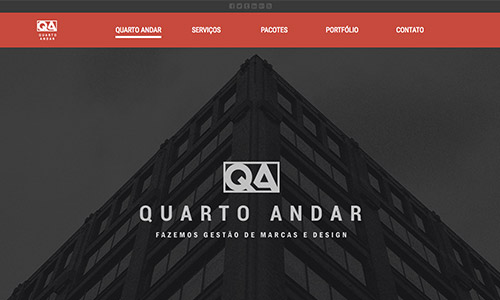 QA
QUARTO
ANDAR
QUARTO ANDAR SERVIÇOS PACOTES PORTFÓLIO CONTATO
QA
QUARTO ANDAR
FAZEMOS GESTÃO DE MARCAS E DESIGN